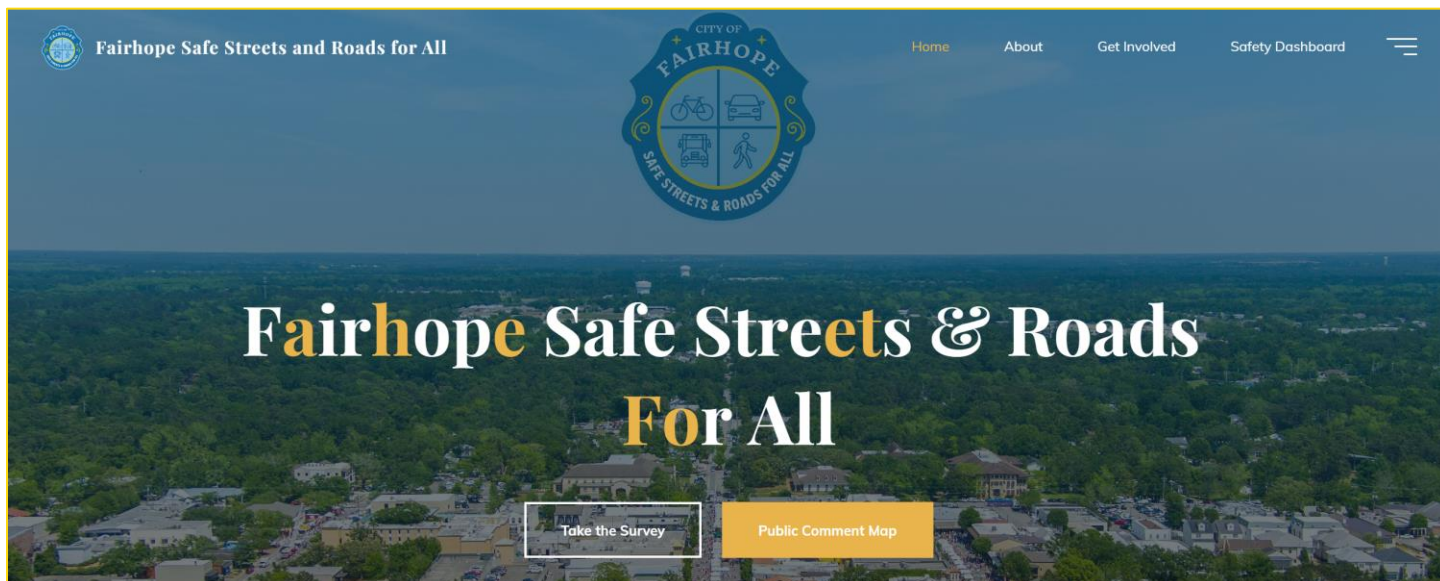 Fairhope Safe Streets and Roads for All
CITY OF
FAIRHOPE
SAFE STREETS & ROADS FOR ALL
Home
About
Get Involved
Safety Dashboard
Fairhope Safe Streets & Roads
For All
Take the Survey
Public Comment Map